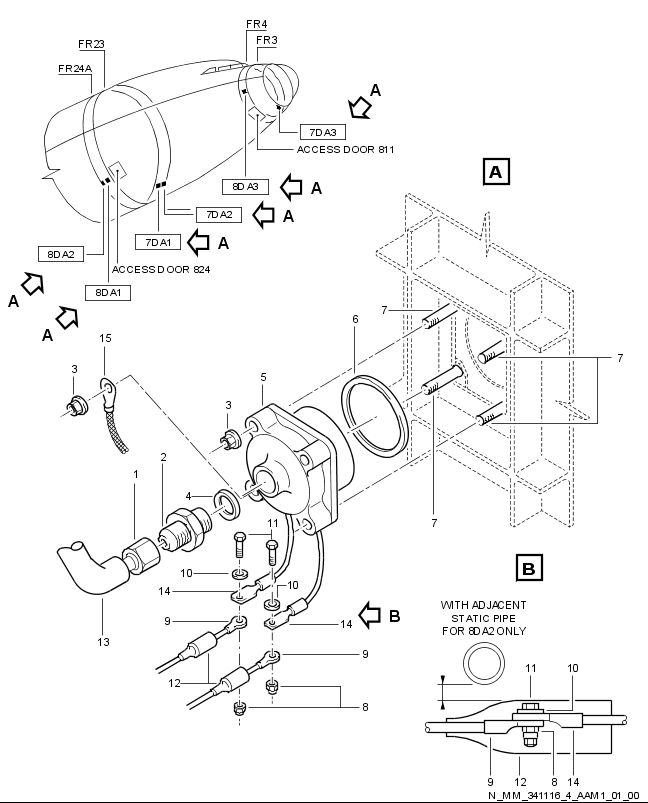 FR4
FR3
FR23
FR24A
A
7DA3
ACCESS DOOR 811
A
8DA3
A
7DA2
A
7DA1
A
8DA2
ACCESS DOOR 824
8DA1
A
A
7
6
7
15
3
5
3
2
1
4
7
11
B
10
10
WITH ADJACENT
STATIC PIPE
FOR 8DA2 ONLY
14
9
14
B
13
9
12
11
10
8
9
12
8
14
N_MM_341116_4_AAM1_01_00